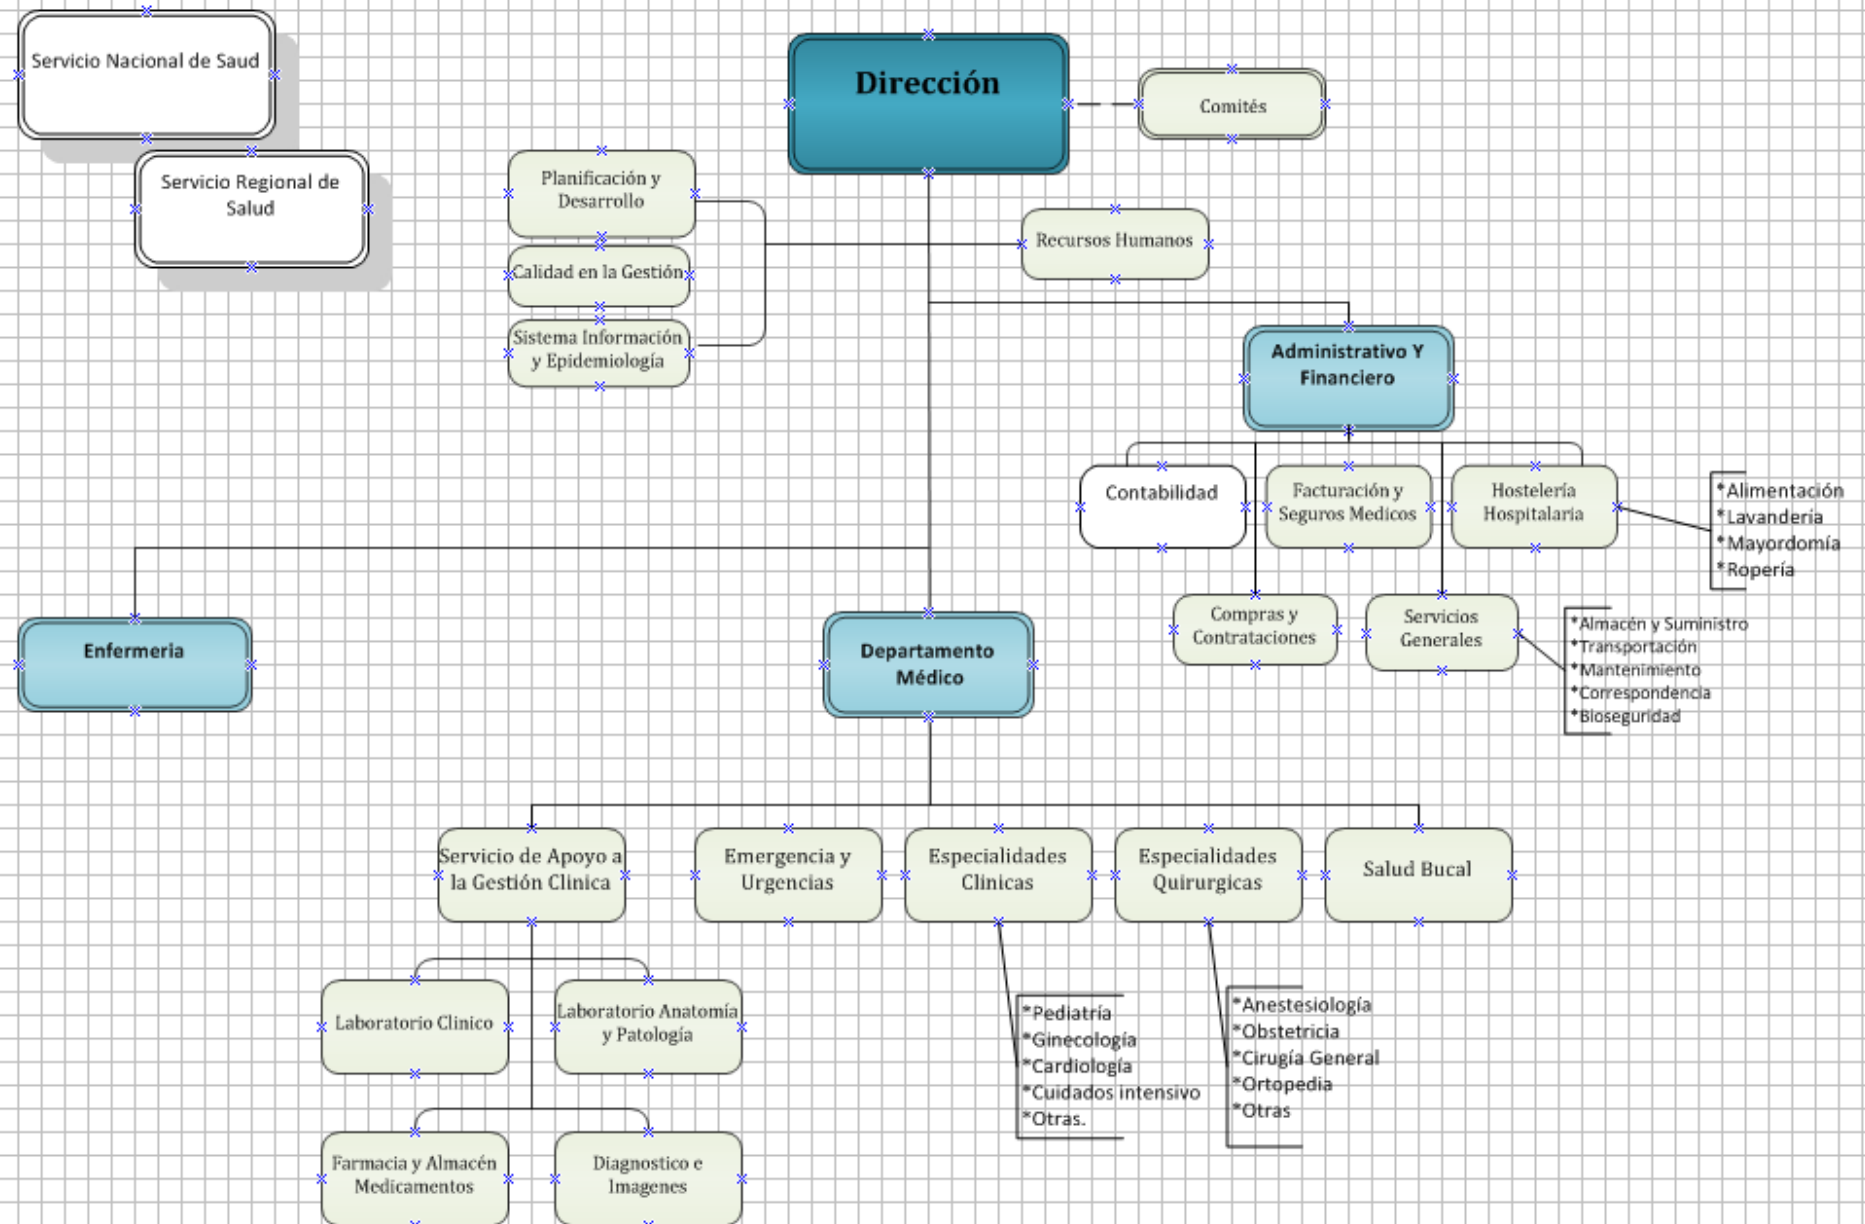 Servicio Nacional de Saud
Servicio Regional de
Salud
Dirección
Comités
Planificación y
Desarrollo
Calidad en la Gestión
Sistema Información
y Epidemiología
Recursos Humanos
Administrativo Y
Financiero
Contabilidad
Facturación y
Seguros Medicos
Hostelería
Hospitalaria
*Alimentación
*Lavandería
*Mayordomía
*Ropería
Compras y
Contrataciones
Servicios
Generales
*Almacén y Suministro
*Transportación
*Mantenimiento
*Correspondencia
*Bioseguridad
Enfermeria
Departamento
Médico
Servicio de Apoyo a
la Gestión Clinica
Emergencia y
Urgencias
Especialidades
Clinicas
Especialidades
Quirurgicas
Salud Bucal
Laboratorio Clinico
Laboratorio Anatomía
y Patología
*Pediatría
*Ginecología
*Cardiología
*Cuidados intensivo
*Otras.
*Anestesiología
*Obstetricia
*Cirugía General
*Ortopedia
*Otras
Farmacia y Almacén
Medicamentos
Diagnostico e
Imagenes